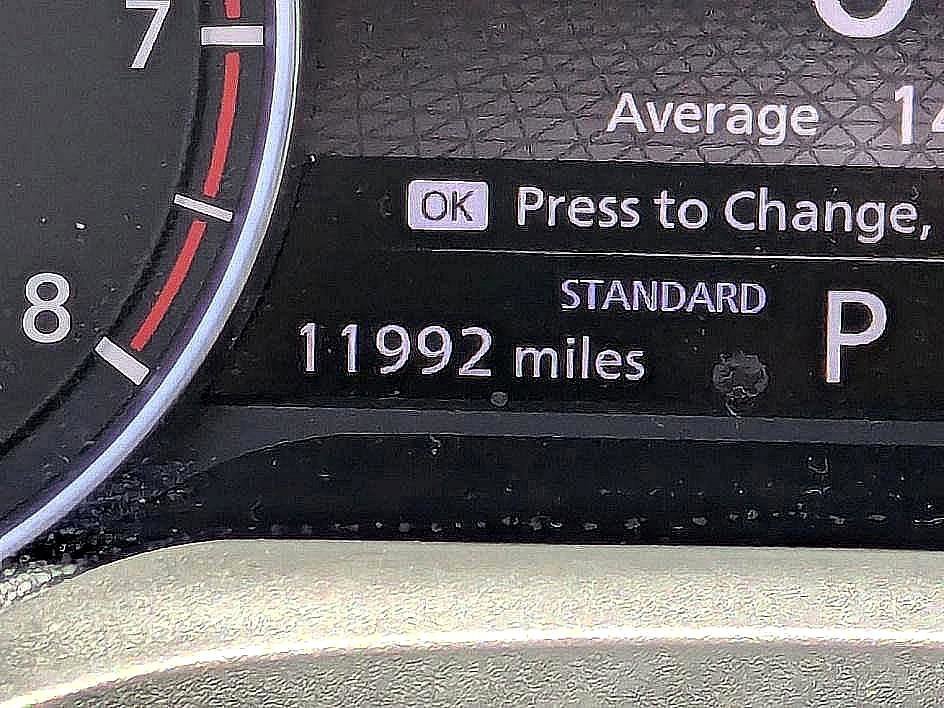 7
Average
OK Press to Change,
STANDARD
8
P
11992 miles